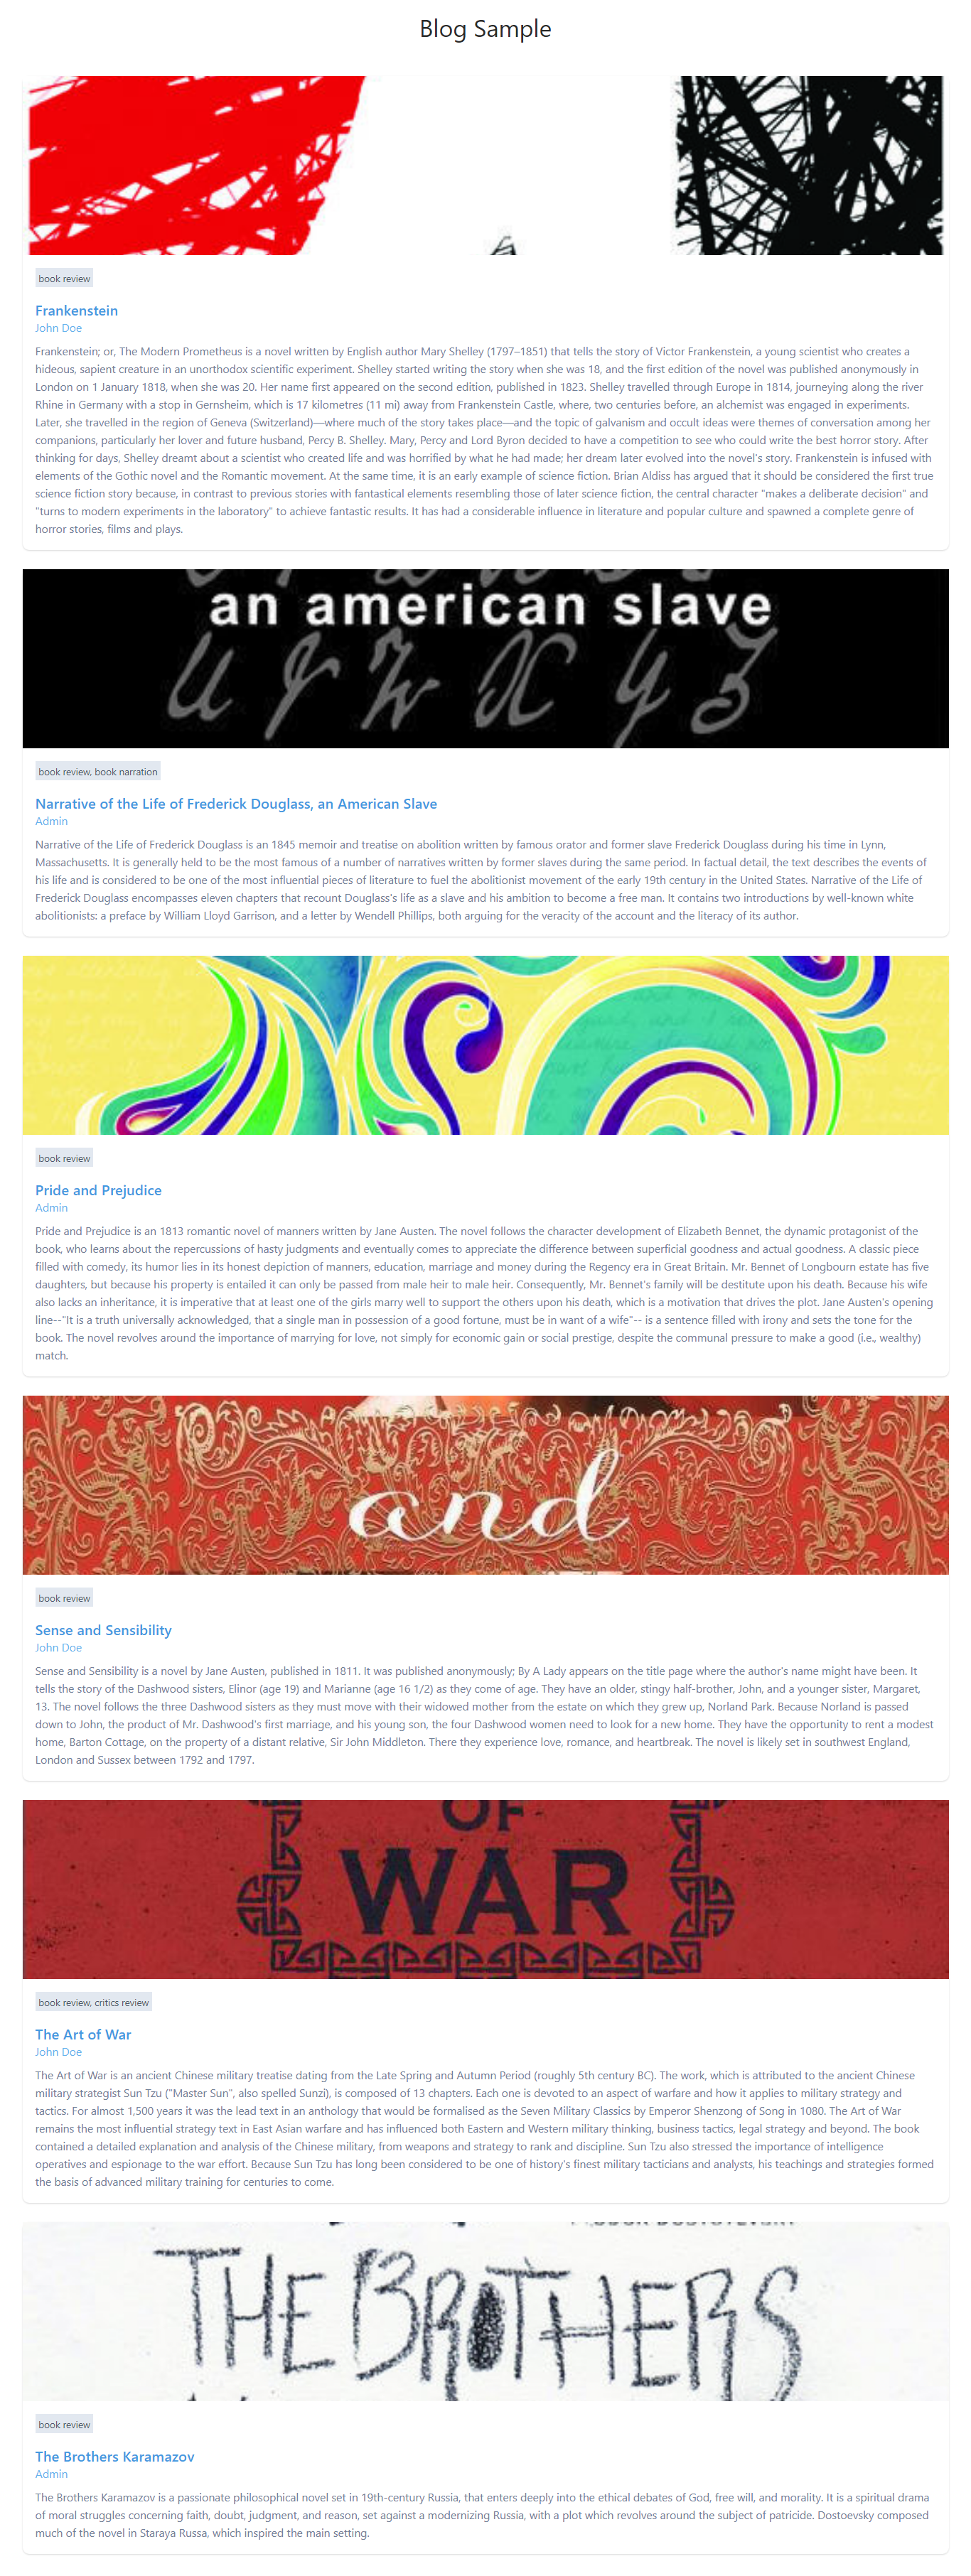 Blog Sample
book review
Frankenstein
John Doe
Frankenstein; or, The Modern Prometheus is a novel written by English author Mary Shelley (1797–1851) that tells the story of Victor Frankenstein, a young scientist who creates a
hideous, sapient creature in an unorthodox scientific experiment. Shelley started writing the story when she was 18, and the first edition of the novel was published anonymously in
London on 1 January 1818, when she was 20. Her name first appeared on the second edition, published in 1823. Shelley travelled through Europe in 1814, journeying along the river
Rhine in Germany with a stop in Gernsheim, which is 17 kilometres (11 mi) away from Frankenstein Castle, where, two centuries before, an alchemist was engaged in experiments.
Later, she travelled in the region of Geneva (Switzerland)—where much of the story takes place—and the topic of galvanism and occult ideas were themes of conversation among her
companions, particularly her lover and future husband, Percy B. Shelley. Mary, Percy and Lord Byron decided to have a competition to see who could write the best horror story. After
thinking for days, Shelley dreamt about a scientist who created life and was horrified by what he had made; her dream later evolved into the novel's story. Frankenstein is infused with
elements of the Gothic novel and the Romantic movement. At the same time, it is an early example of science fiction. Brian Aldiss has argued that it should be considered the first true
science fiction story because, in contrast to previous stories with fantastical elements resembling those of later science fiction, the central character "makes a deliberate decision" and
"turns to modern experiments in the laboratory" to achieve fantastic results. It has had a considerable influence in literature and popular culture and spawned a complete genre of
horror stories, films and plays.
an american slave
book review, book narration
Narrative of the Life of Frederick Douglass, an American Slave
Admin
Narrative of the Life of Frederick Douglass is an 1845 memoir and treatise on abolition written by famous orator and former slave Frederick Douglass during his time in Lynn,
Massachusetts. It is generally held to be the most famous of a number of narratives written by former slaves during the same period. In factual detail, the text describes the events of
his life and is considered to be one of the most influential pieces of literature to fuel the abolitionist movement of the early 19th century in the United States. Narrative of the Life of
Frederick Douglass encompasses eleven chapters that recount Douglass's life as a slave and his ambition to become a free man. It contains two introductions by well-known white
abolitionists: a preface by William Lloyd Garrison, and a letter by Wendell Phillips, both arguing for the veracity of the account and the literacy of its author.
book review
Pride and Prejudice
Admin
Pride and Prejudice is an 1813 romantic novel of manners written by Jane Austen. The novel follows the character development of Elizabeth Bennet, the dynamic protagonist of the
book, who learns about the repercussions of hasty judgments and eventually comes to appreciate the difference between superficial goodness and actual goodness. A classic piece
filled with comedy, its humor lies in its honest depiction of manners, education, marriage and money during the Regency era in Great Britain. Mr. Bennet of Longbourn estate has five
daughters, but because his property is entailed it can only be passed from male heir to male heir. Consequently, Mr. Bennet's family will be destitute upon his death. Because his wife
also lacks an inheritance, it is imperative that at least one of the girls marry well to support the others upon his death, which is a motivation that drives the plot. Jane Austen's opening
line--"It is a truth universally acknowledged, that a single man in possession of a good fortune, must be in want of a wife"-- is a sentence filled with irony and sets the tone for the
book. The novel revolves around the importance of marrying for love, not simply for economic gain or social prestige, despite the communal pressure to make a good (i.e., wealthy)
match.
and
book review
Sense and Sensibility
John Doe
Sense and Sensibility is a novel by Jane Austen, published in 1811. It was published anonymously; By A Lady appears on the title page where the author's name might have been. It
tells the story of the Dashwood sisters, Elinor (age 19) and Marianne (age 16 1/2) as they come of age. They have an older, stingy half-brother, John, and a younger sister, Margaret,
13. The novel follows the three Dashwood sisters as they must move with their widowed mother from the estate on which they grew up, Norland Park. Because Norland is passed
down to John, the product of Mr. Dashwood's first marriage, and his young son, the four Dashwood women need to look for a new home. They have the opportunity to rent a modest
home, Barton Cottage, on the property of a distant relative, Sir John Middleton. There they experience love, romance, and heartbreak. The novel is likely set in southwest England,
London and Sussex between 1792 and 1797.
OF
WAR
book review, critics review
The Art of War
John Doe
The Art of War is an ancient Chinese military treatise dating from the Late Spring and Autumn Period (roughly 5th century BC). The work, which is attributed to the ancient Chinese
military strategist Sun Tzu ("Master Sun", also spelled Sunzi), is composed of 13 chapters. Each one is devoted to an aspect of warfare and how it applies to military strategy and
tactics. For almost 1,500 years it was the lead text in an anthology that would be formalised as the Seven Military Classics by Emperor Shenzong of Song in 1080. The Art of War
remains the most influential strategy text in East Asian warfare and has influenced both Eastern and Western military thinking, business tactics, legal strategy and beyond. The book
contained a detailed explanation and analysis of the Chinese military, from weapons and strategy to rank and discipline. Sun Tzu also stressed the importance of intelligence
operatives and espionage to the war effort. Because Sun Tzu has long been considered to be one of history's finest military tacticians and analysts, his teachings and strategies formed
the basis of advanced military training for centuries to come.
THE BROTHERS
book review
The Brothers Karamazov
Admin
The Brothers Karamazov is a passionate philosophical novel set in 19th-century Russia, that enters deeply into the ethical debates of God, free will, and morality. It is a spiritual drama
of moral struggles concerning faith, doubt, judgment, and reason, set against a modernizing Russia, with a plot which revolves around the subject of patricide. Dostoevsky composed
much of the novel in Staraya Russa, which inspired the main setting.